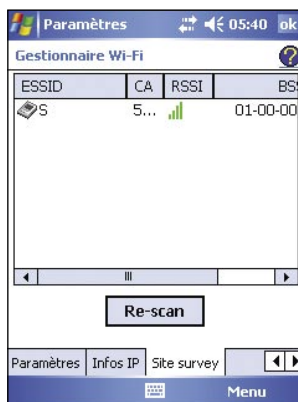 Paramètres 05:40 ok
Gestionnaire Wi-Fi ?
ESSID CA RSSI BS
S 5... 01-00-00
Re-scan
Paramètres Infos IP Site survey
Menu